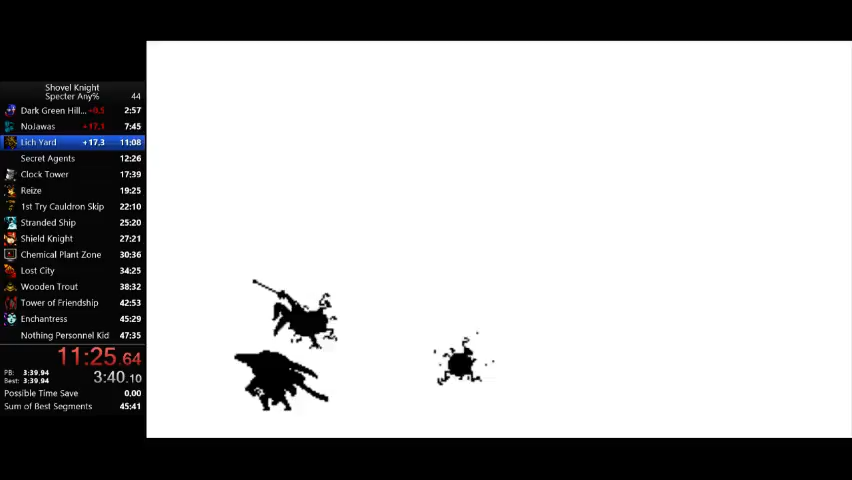 Shovel Knight
Specter Any% 44
Dark Green Hill... +0.5 2:57
NoJawas +17.1 7:45
Lich Yard +17.3 11:08
Secret Agents 12:26
Clock Tower 17:39
Reize 19:25
1st Try Cauldron Skip 22:10
Stranded Ship 25:20
Shield Knight 27:21
Chemical Plant Zone 30:36
Lost City 34:25
Wooden Trout 38:32
Tower of Friendship 42:53
Enchantress 45:29
Nothing Personnel Kid 47:35
11:25.64
PB: 3:39.94
Best: 3:39.94
3:40.10
Possible Time Save 0.00
Sum of Best Segments 45:41